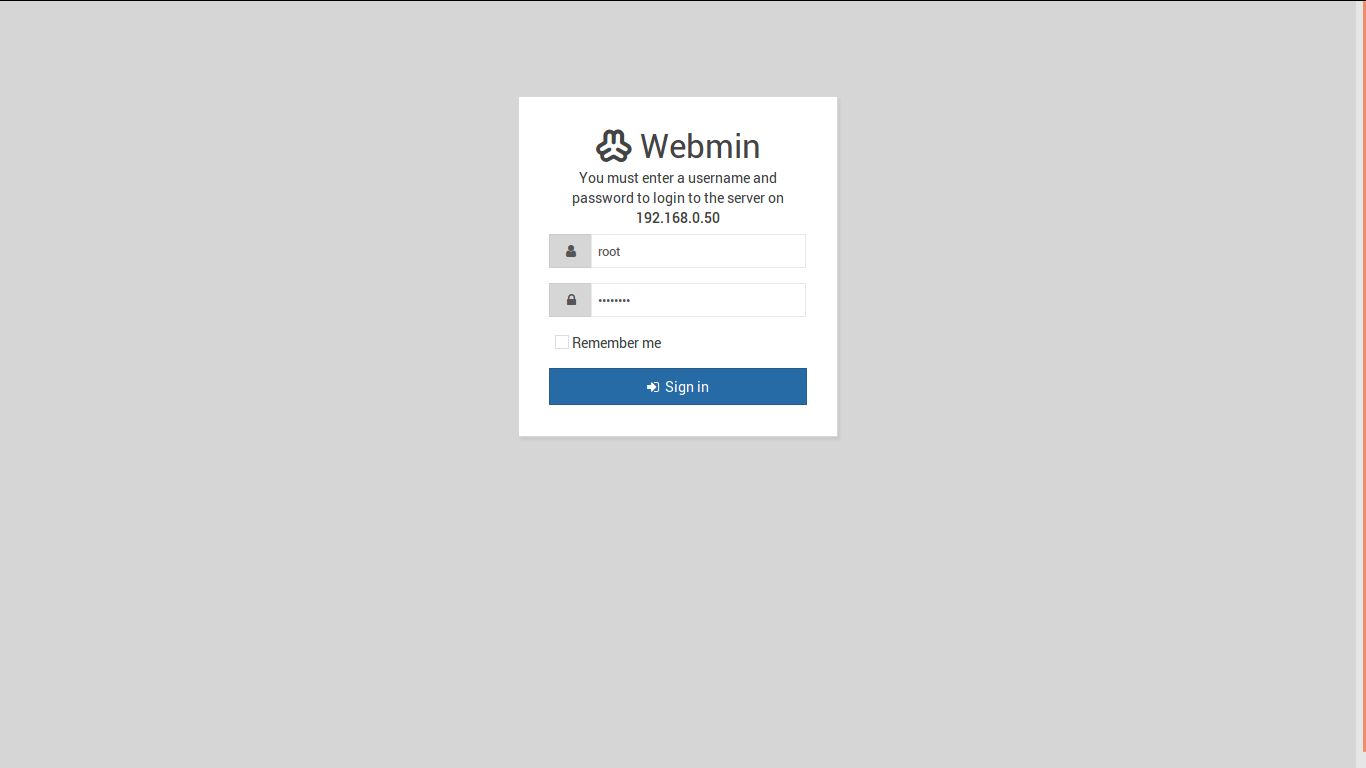 Webmin
You must enter a username and
password to login to the server on
192.168.0.50
root
••••••••
Remember me
Sign in